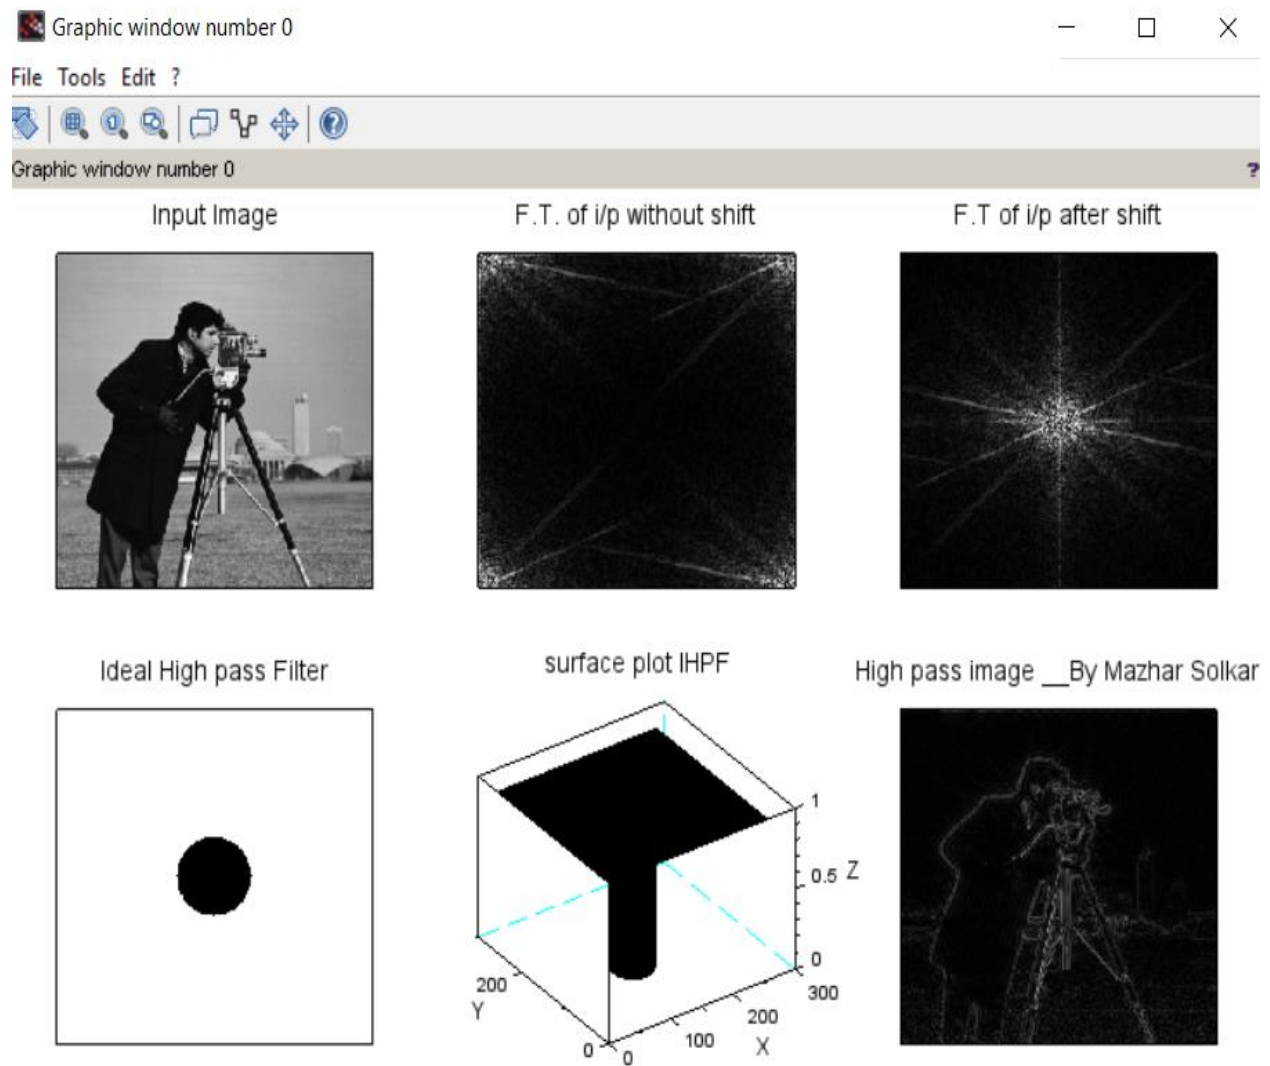 Graphic window number 0
File Tools Edit ?
Graphic window number 0 ?
Input Image
F.T. of i/p without shift
F.T of i/p after shift
Ideal High pass Filter
surface plot IHPF
High pass image __By Mazhar Solkar
1
0.5 Z
0
300
200
X
100
0
0
200
Y